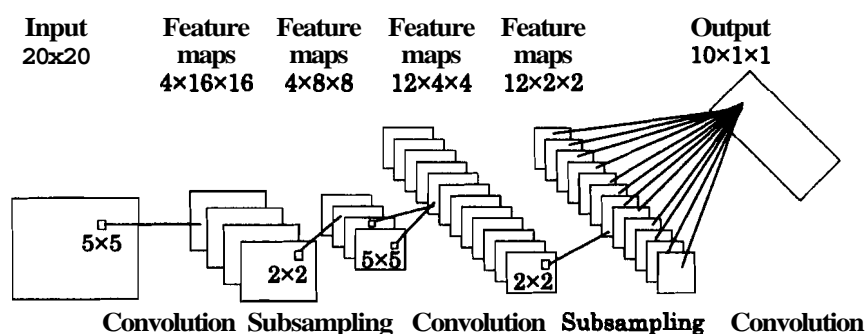 Input
20x20
Feature
maps
4×16×16
Feature
maps
4×8×8
Feature
maps
12×4×4
Feature
maps
12×2×2
Output
10×1×1
5×5
2×2
5×5
2×2
Convolution Subsampling Convolution Subsampling Convolution